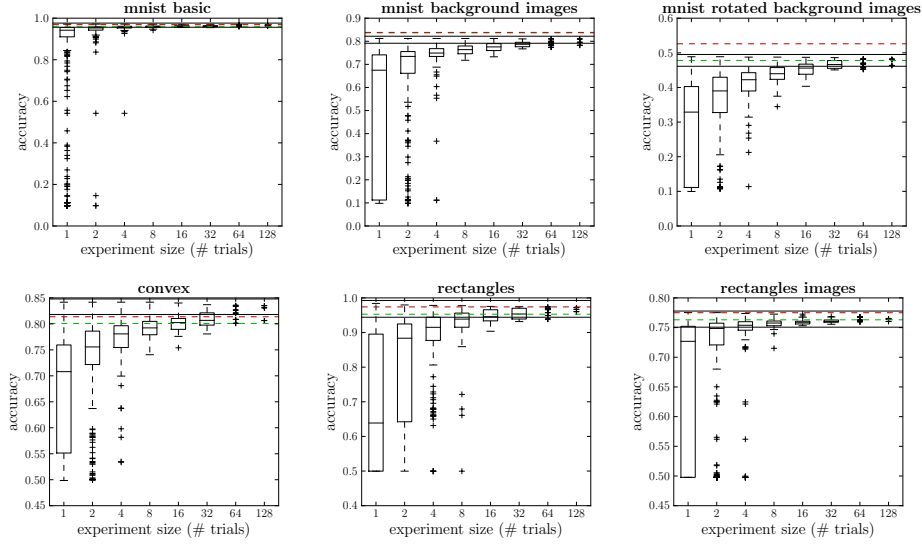 mnist basic
1.0
0.8
0.6
0.4
0.2
0.0
accuracy
1 2 4 8 16 32 64 128
experiment size (# trials)
mnist background images
0.9
0.8
0.7
0.6
0.5
0.4
0.3
0.2
0.1
0.0
accuracy
1 2 4 8 16 32 64 128
experiment size (# trials)
mnist rotated background images
0.6
0.5
0.4
0.3
0.2
0.1
0.0
accuracy
1 2 4 8 16 32 64 128
experiment size (# trials)
convex
0.85
0.80
0.75
0.70
0.65
0.60
0.55
0.50
0.45
accuracy
1 2 4 8 16 32 64 128
experiment size (# trials)
rectangles
1.0
0.9
0.8
0.7
0.6
0.5
0.4
accuracy
1 2 4 8 16 32 64 128
experiment size (# trials)
rectangles images
0.80
0.75
0.70
0.65
0.60
0.55
0.50
0.45
accuracy
1 2 4 8 16 32 64 128
experiment size (# trials)